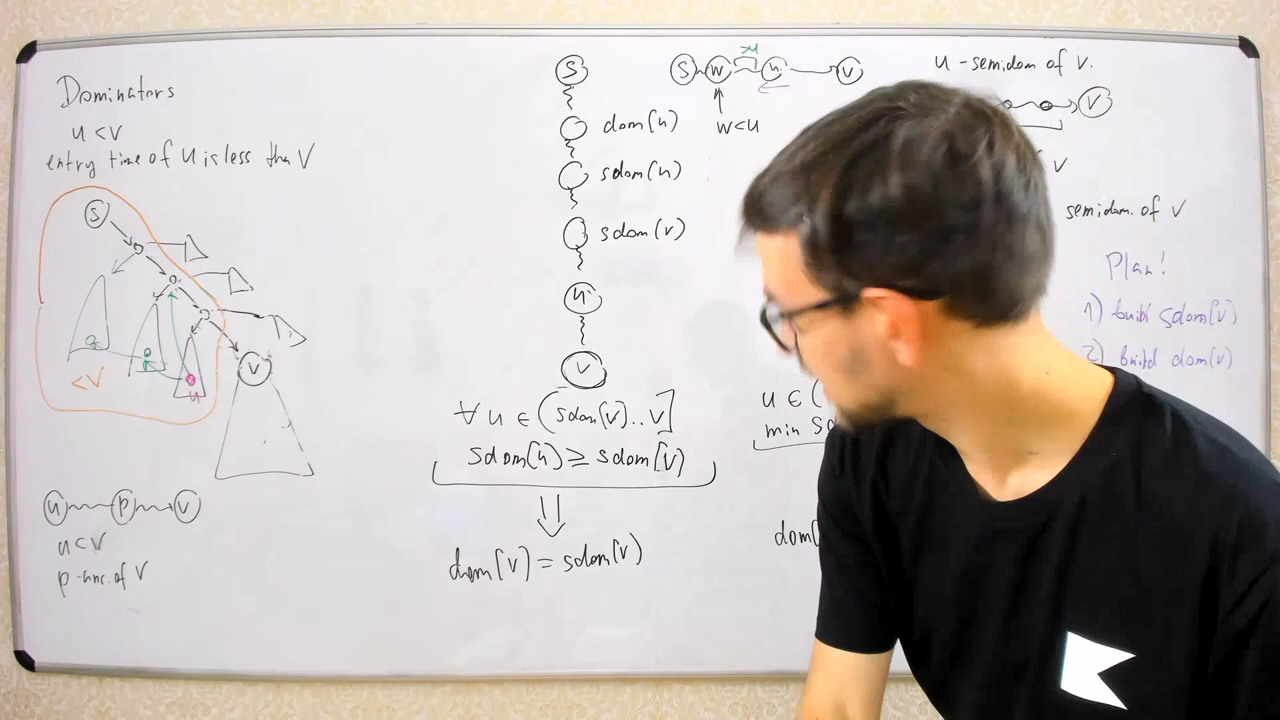 Dominators
u < v
entry time of u is less than v
S
v
< v
u
u p v
u < v
p - anc. of v
S
dom[u]
sdom[u]
sdom[v]
u
v
∀ u ∈ (sdom[v]..v]
sdom[u] ≥ sdom[v]
⇓
dom[v] = sdom[v]
>u
S w u v
w < u
u ∈ (
min sd
dom[
u - semidom of v.
v
v
semidom. of v
Plan!
1) build sdom[v]
2) build dom[v]